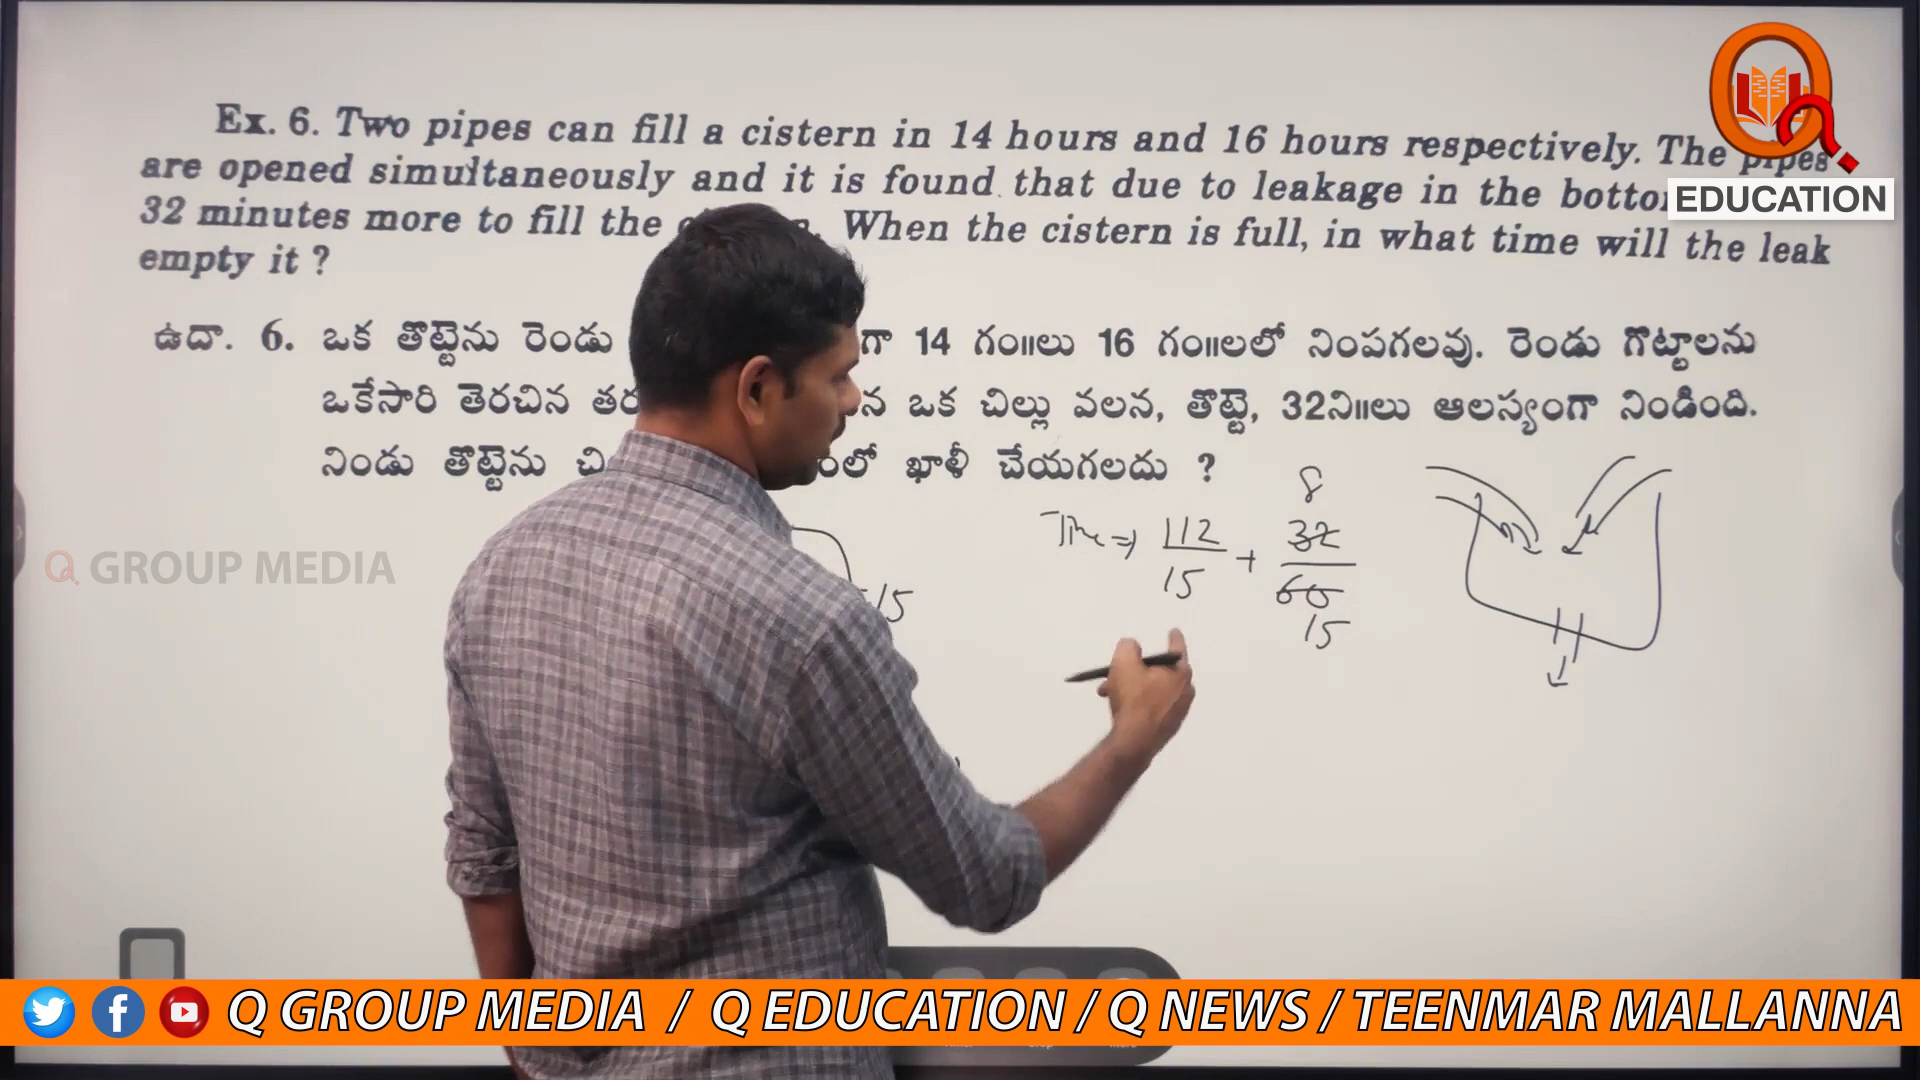 Ex. 6. Two pipes can fill a cistern in 14 hours and 16 hours respectively. The pipes
are opened simultaneously and it is found that due to leakage in the
32 minutes more to fill the When the cistern is full, in what time will the leak
empty it ?
ఉదా. 6. ఒక తొట్టెను రెండు గా 14 గం॥లు 16 గం॥లలో నింపగలవు. రెండు గొట్టాలను
ఒకేసారి తెరచిన ఒక చిల్లు వలన, తొట్టె, 32ని॥లు ఆలస్యంగా నిండింది.
నిండు తొట్టెను ఖాళీ చేయగలదు ?
8
112/15 + 32/60
15
15
Q EDUCATION
Q GROUP MEDIA
Q GROUP MEDIA / Q EDUCATION / Q NEWS / TEENMAR MALLANNA